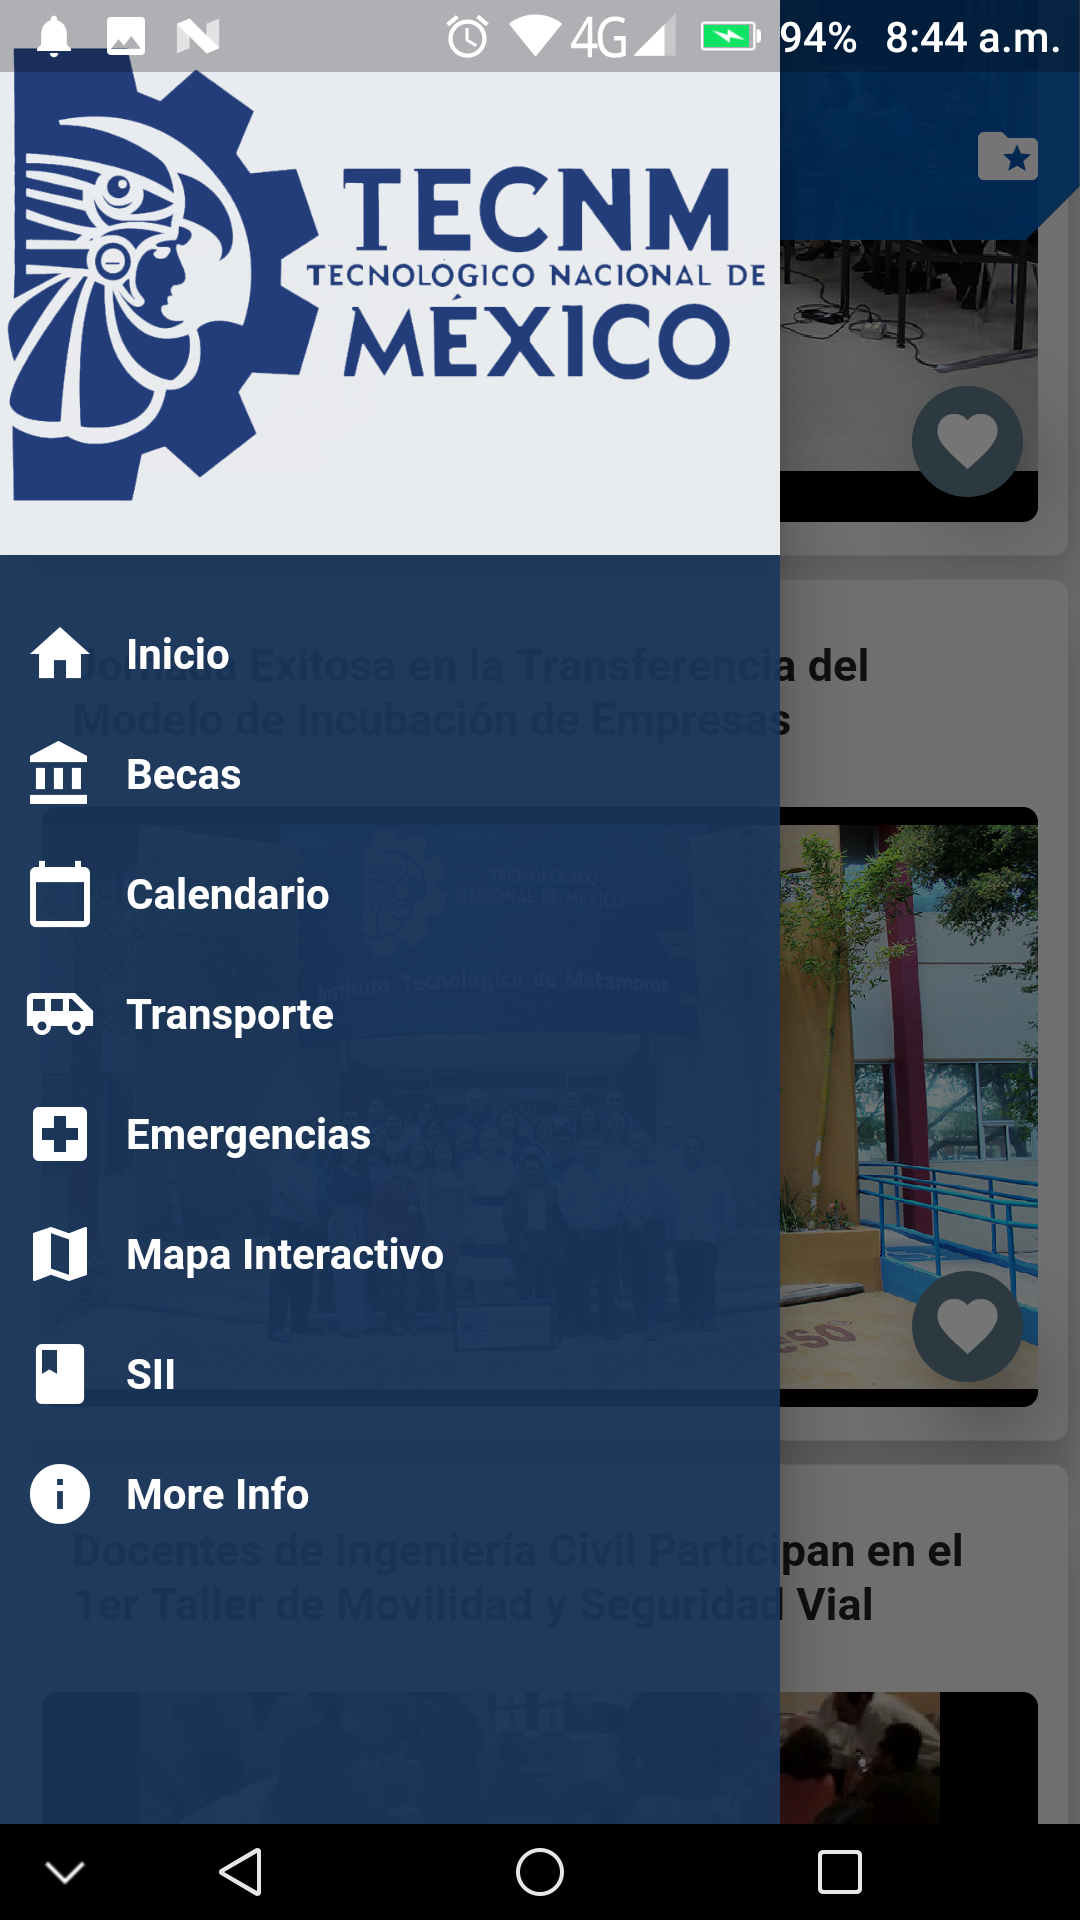 4G 94% 8:44 a.m.
TECNM
TECNOLÓGICO NACIONAL DE
MÉXICO
Inicio
Jornada Exitosa en la Transferencia del
Modelo de Incubación de Empresas
Becas
TECNOLÓGICO
NACIONAL DE MÉXICO
Calendario
Instituto Tecnológico de Matamoros
Transporte
Emergencias
Mapa Interactivo
SII
More Info
Docentes de Ingeniería Civil Participan en el
1er Taller de Movilidad y Seguridad Vial